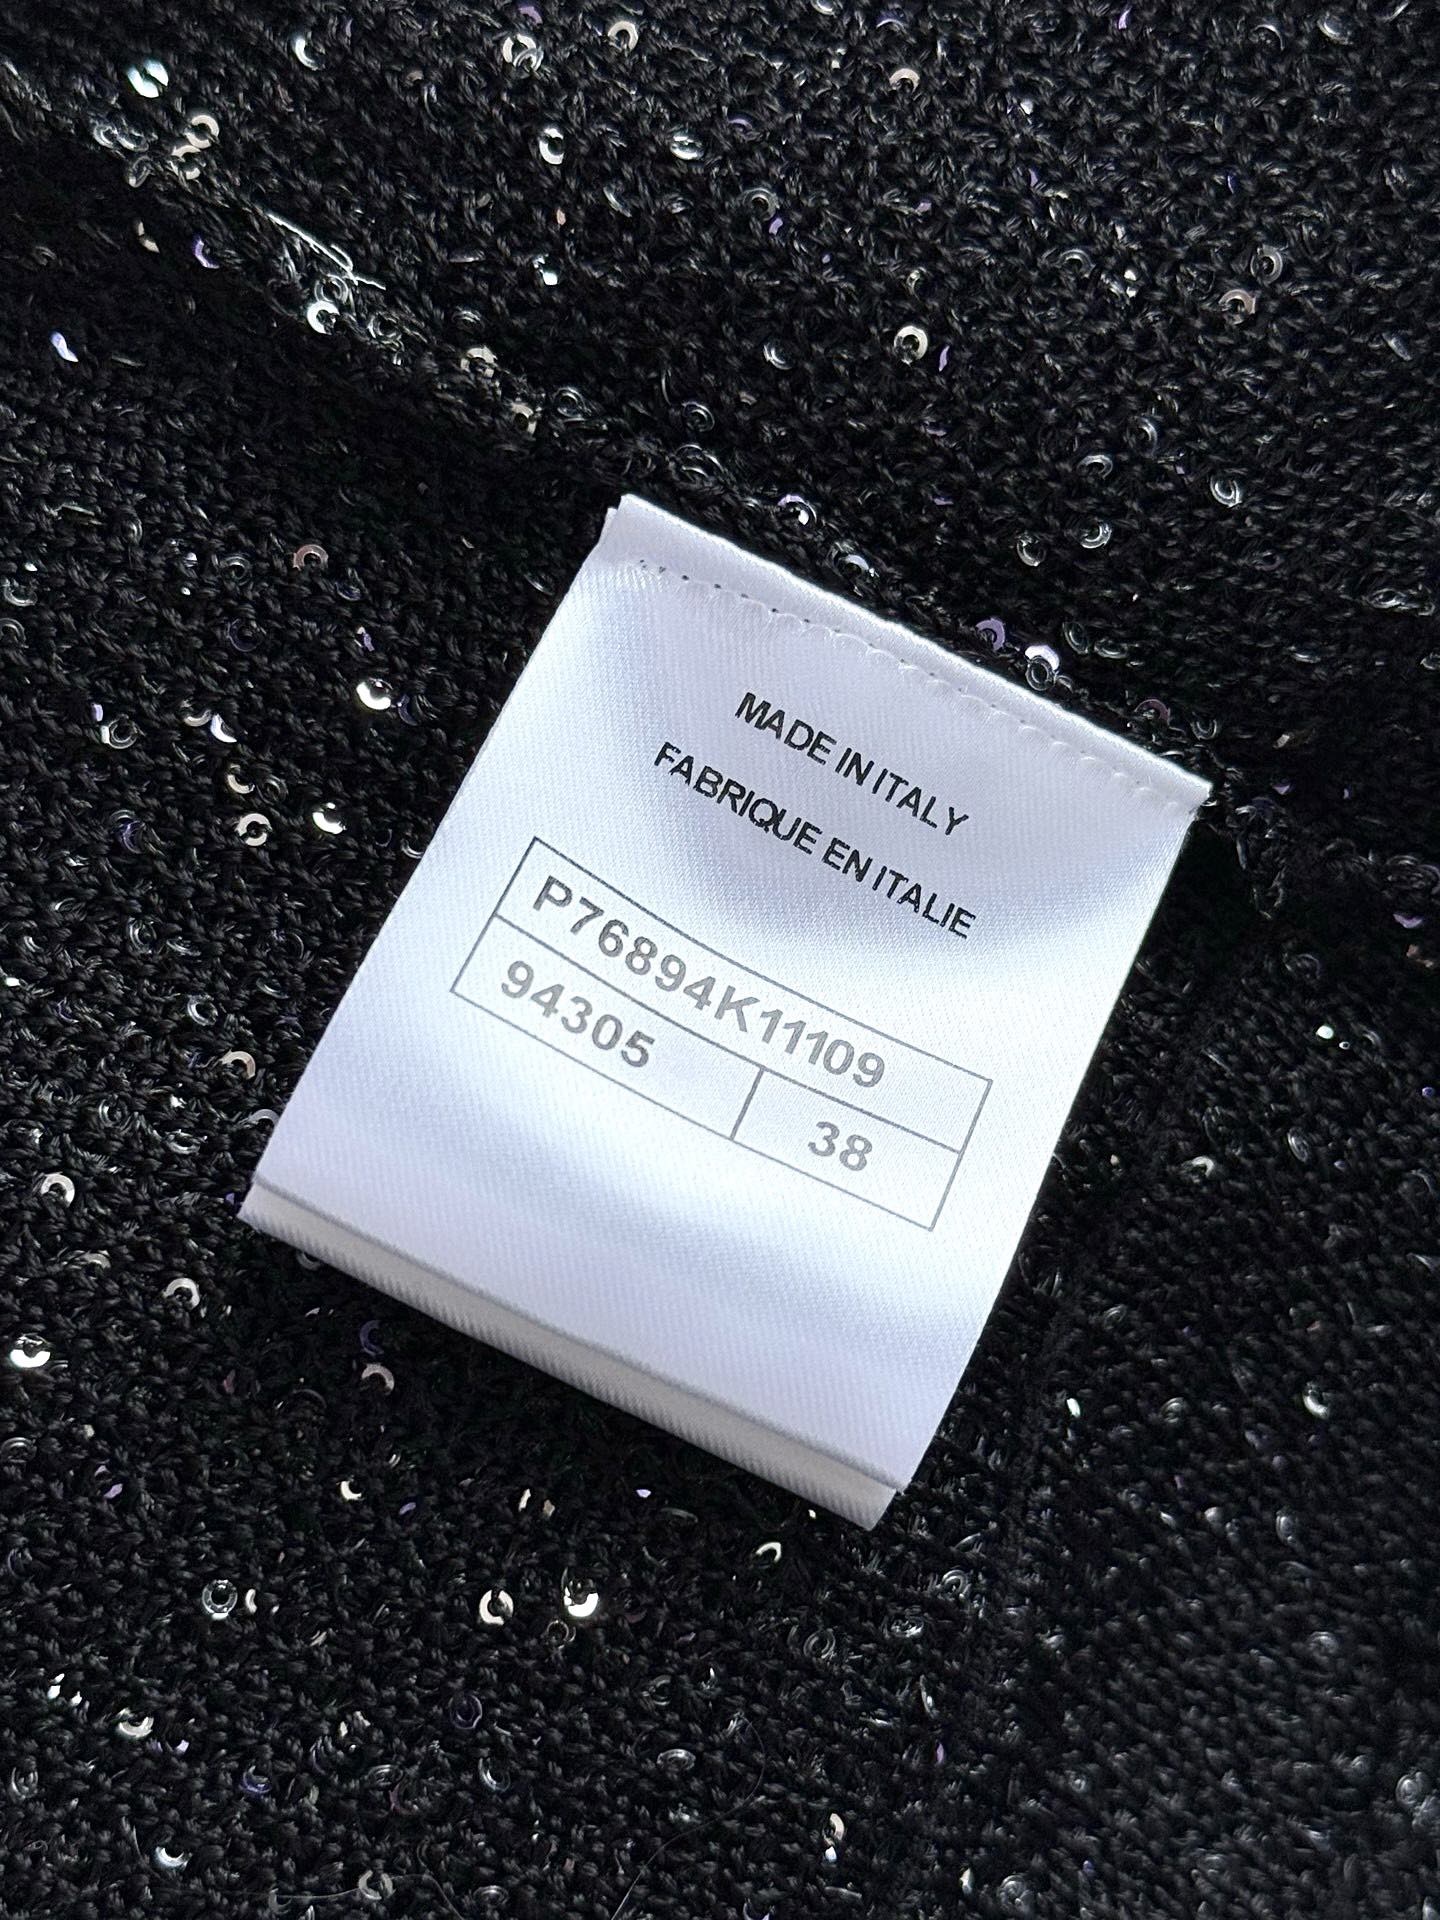 MADE IN ITALY
FABRIQUE EN ITALIE
P76894K11109
94305 38